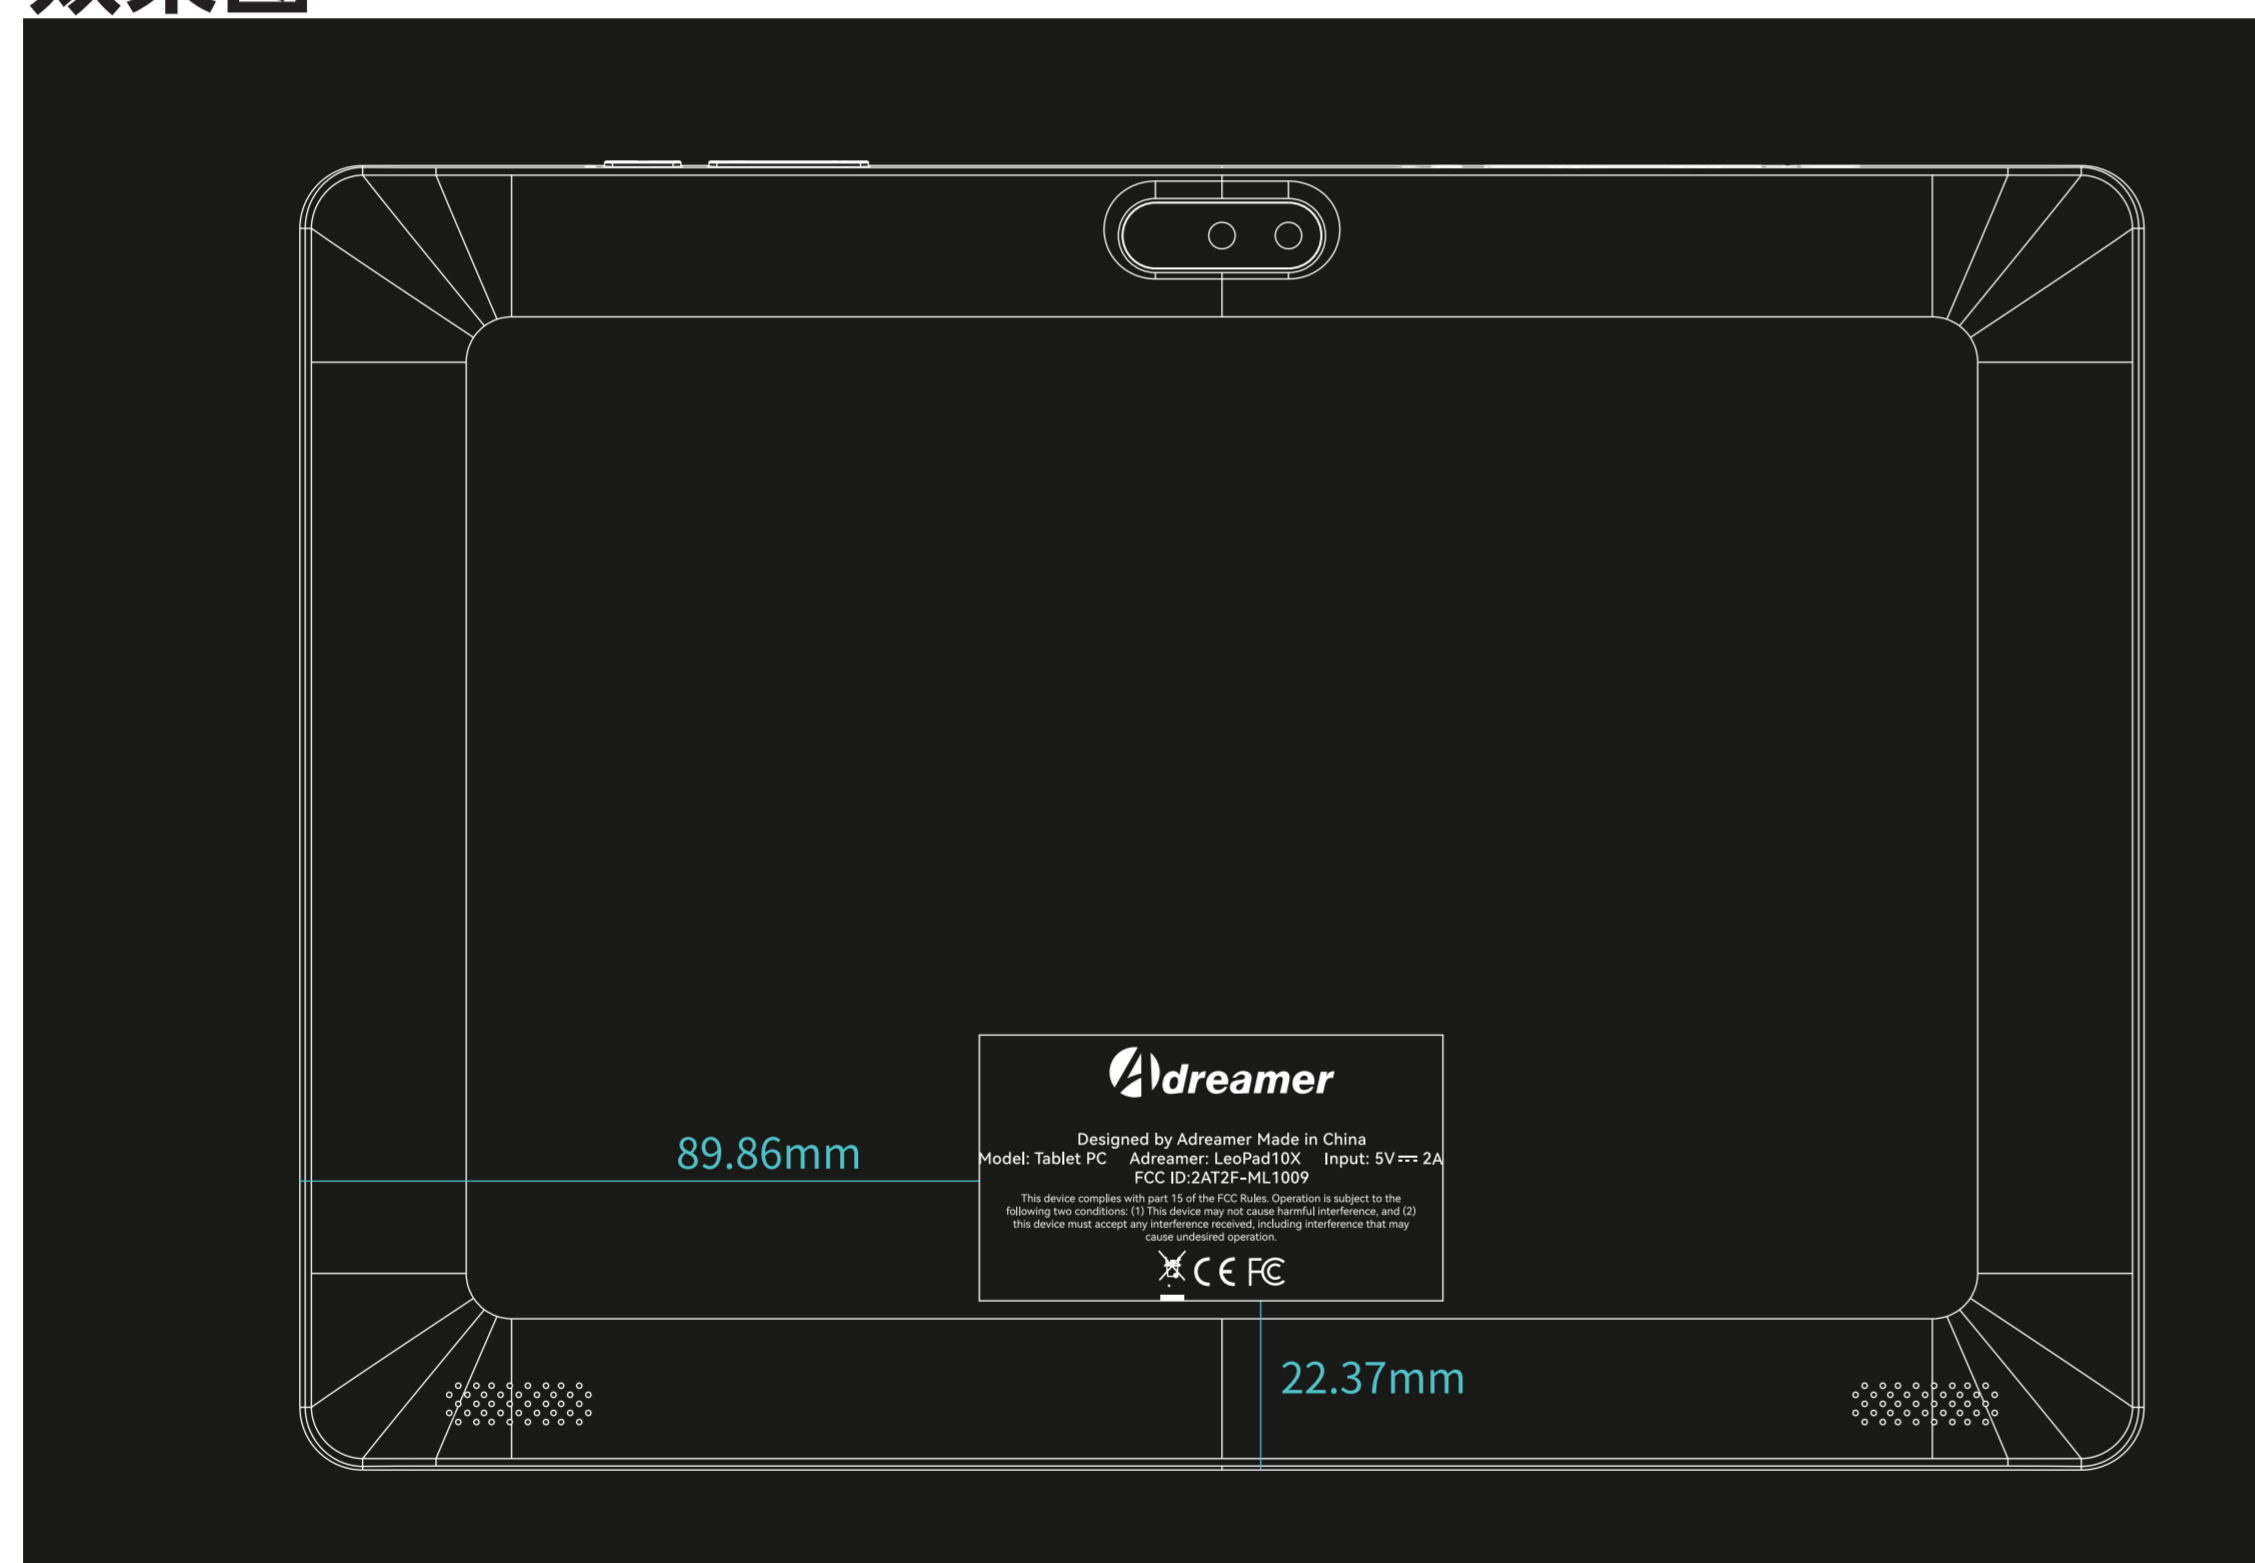 效果图
Adreamer
Designed by Adreamer Made in China
Model: Tablet PC Adreamer: LeoPad10X Input: 5V⎓2A
FCC ID:2AT2F-ML1009
This device complies with part 15 of the FCC Rules. Operation is subject to the
following two conditions: (1) This device may not cause harmful interference, and (2)
this device must accept any interference received, including interference that may
cause undesired operation.
CE FC
89.86mm
22.37mm